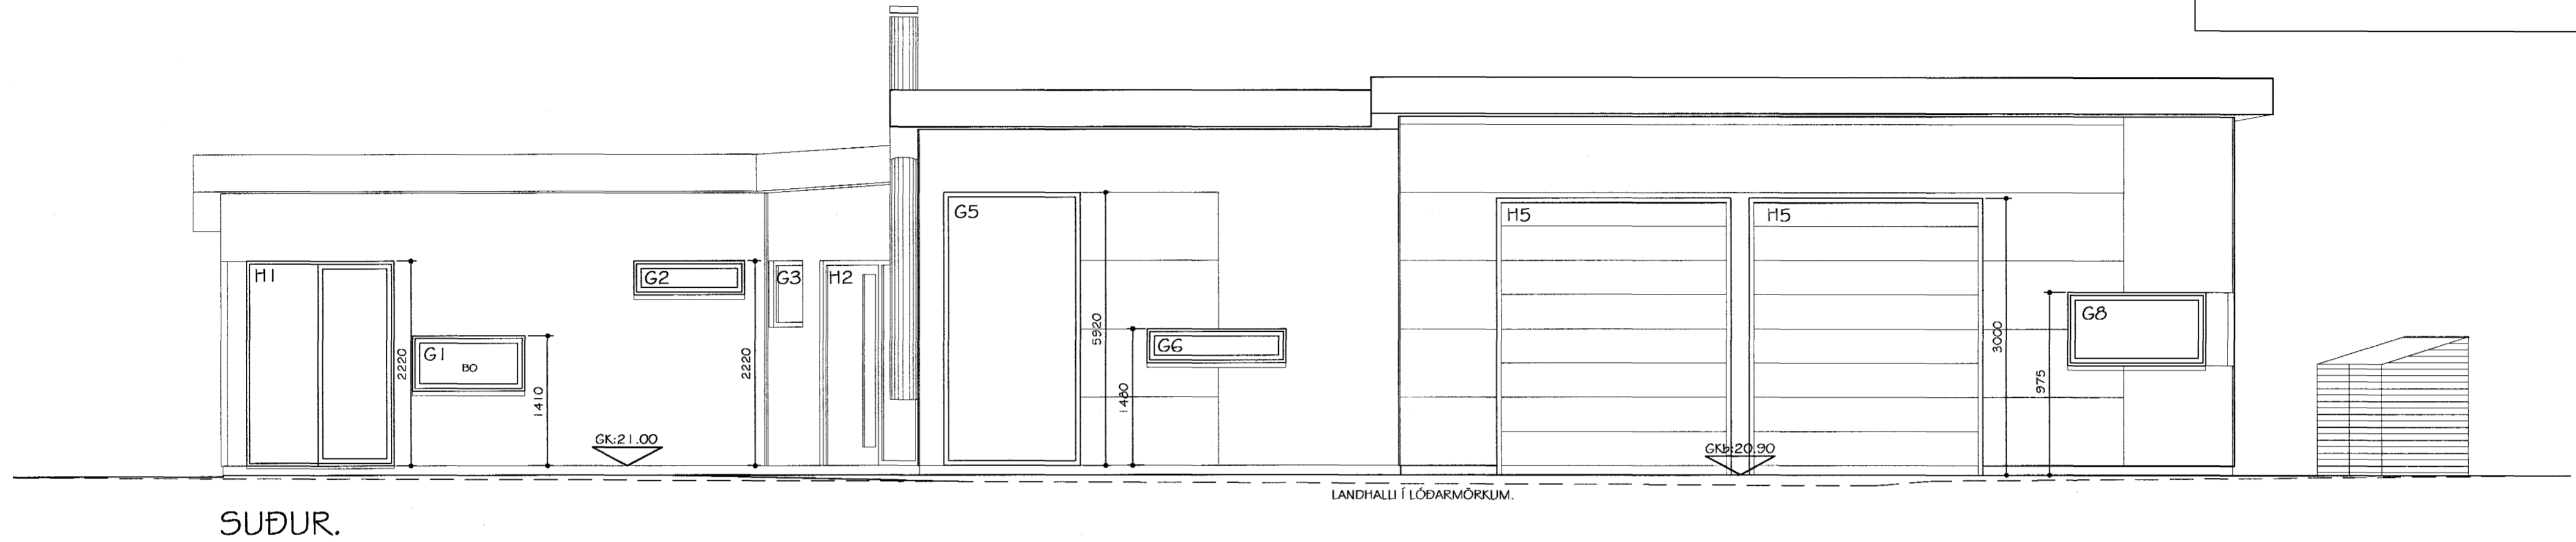 H1
G1
BO
2220
1410
GK:21.00
G2
2220
G3
H2
G5
5920
1480
G6
H5
H5
GKb:20.90
3000
975
G8
LANDHALLI Í LÓÐARMÖRKUM.
SUÐUR.